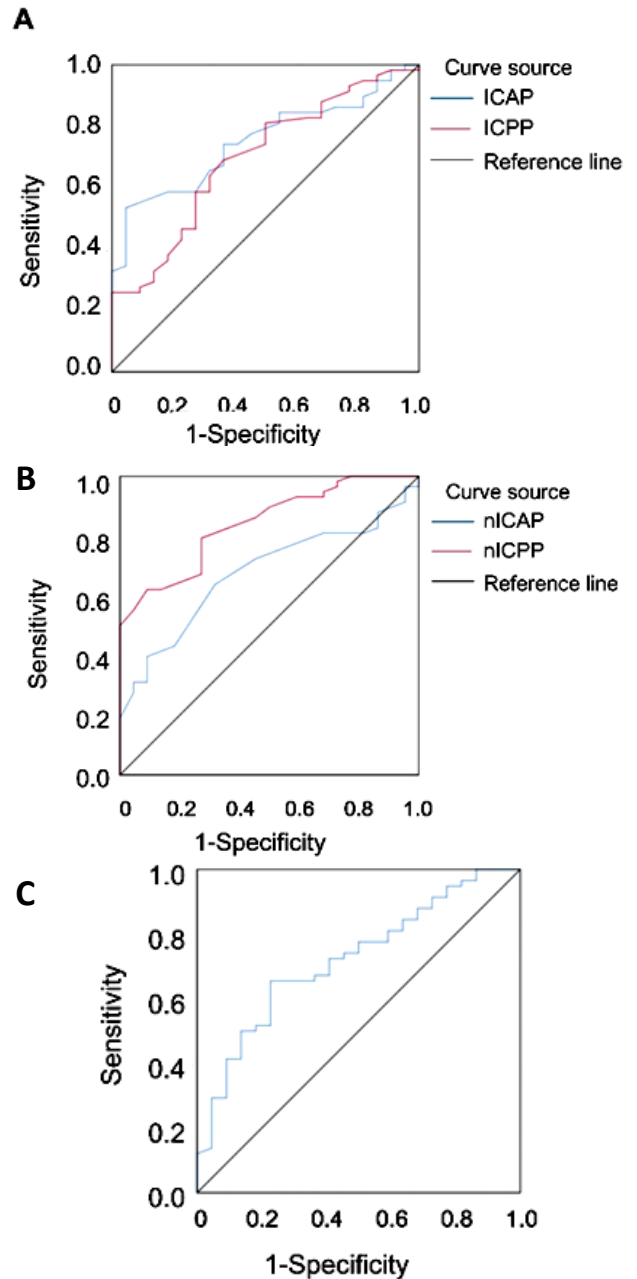 A
1.0
0.8
0.6
0.4
0.2
0.0
Sensitivity
0 0.2 0.4 0.6 0.8 1.0
1-Specificity
Curve source
ICAP
ICPP
Reference line
B
1.0
0.8
0.6
0.4
0.2
0.0
Sensitivity
0 0.2 0.4 0.6 0.8 1.0
1-Specificity
Curve source
nICAP
nICPP
Reference line
C
1.0
0.8
0.6
0.4
0.2
0.0
Sensitivity
0 0.2 0.4 0.6 0.8 1.0
1-Specificity